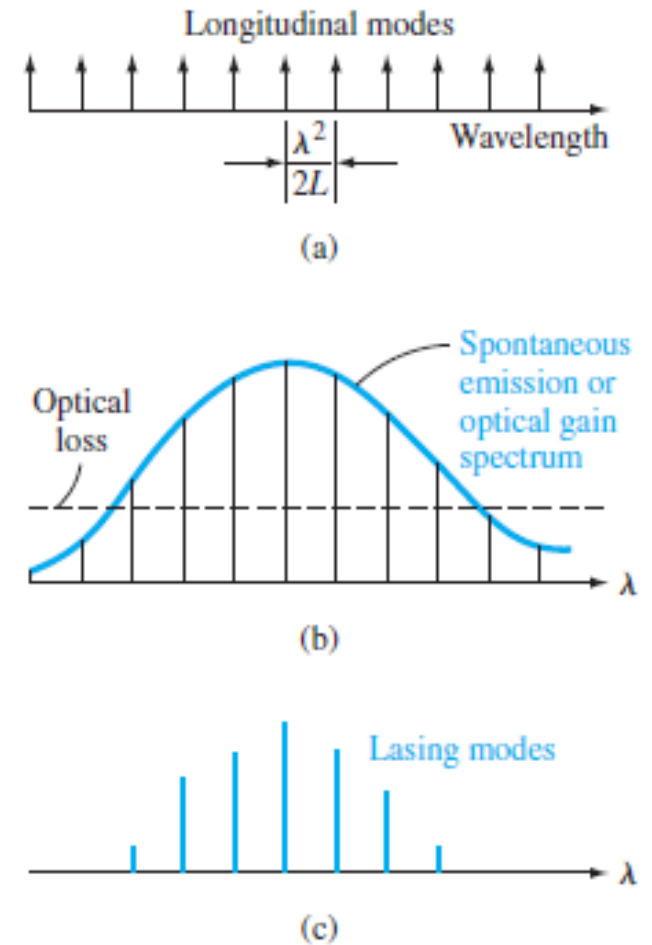 Longitudinal modes
Wavelength
λ²
2L
(a)
Spontaneous
emission or
optical gain
spectrum
Optical
loss
λ
(b)
Lasing modes
λ
(c)